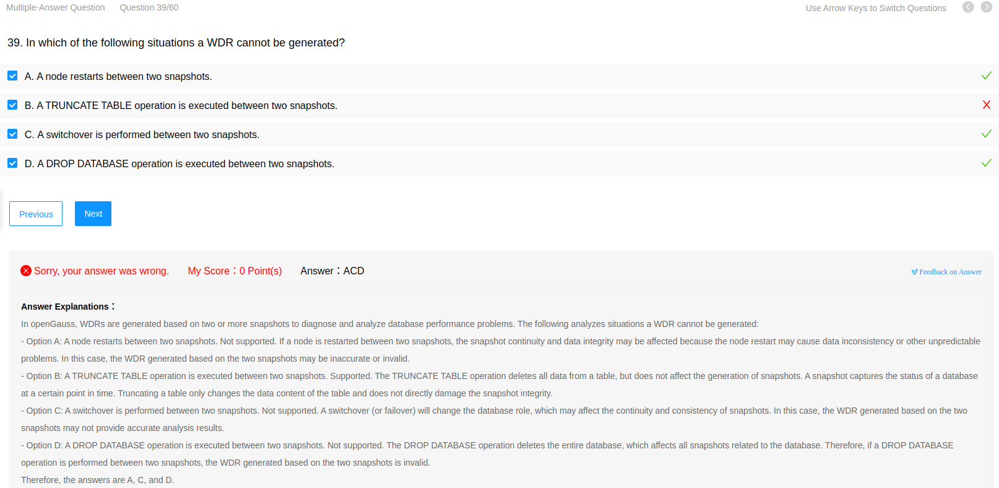 Multiple-Answer Question Question 39/60 Use Arrow Keys to Switch Questions
39. In which of the following situations a WDR cannot be generated?
A. A node restarts between two snapshots.
B. A TRUNCATE TABLE operation is executed between two snapshots.
C. A switchover is performed between two snapshots.
D. A DROP DATABASE operation is executed between two snapshots.
Previous Next
Sorry, your answer was wrong. My Score：0 Point(s) Answer：ACD Feedback on Answer
Answer Explanations：
In openGauss, WDRs are generated based on two or more snapshots to diagnose and analyze database performance problems. The following analyzes situations a WDR cannot be generated:
- Option A: A node restarts between two snapshots. Not supported. If a node is restarted between two snapshots, the snapshot continuity and data integrity may be affected because the node restart may cause data inconsistency or other unpredictable
problems. In this case, the WDR generated based on the two snapshots may be inaccurate or invalid.
- Option B: A TRUNCATE TABLE operation is executed between two snapshots. Supported. The TRUNCATE TABLE operation deletes all data from a table, but does not affect the generation of snapshots. A snapshot captures the status of a database
at a certain point in time. Truncating a table only changes the data content of the table and does not directly damage the snapshot integrity.
- Option C: A switchover is performed between two snapshots. Not supported. A switchover (or failover) will change the database role, which may affect the continuity and consistency of snapshots. In this case, the WDR generated based on the two
snapshots may not provide accurate analysis results.
- Option D: A DROP DATABASE operation is executed between two snapshots. Not supported. The DROP DATABASE operation deletes the entire database, which affects all snapshots related to the database. Therefore, if a DROP DATABASE
operation is performed between two snapshots, the WDR generated based on the two snapshots is invalid.
Therefore, the answers are A, C, and D.